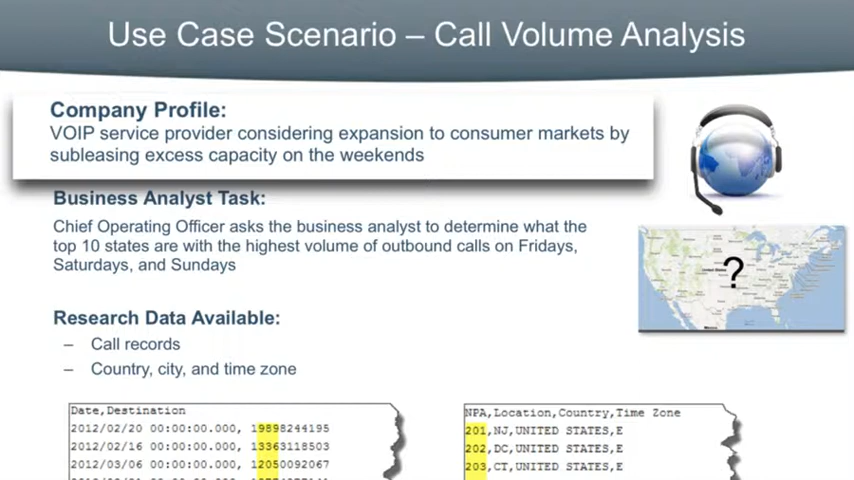 Use Case Scenario – Call Volume Analysis
Company Profile:
VOIP service provider considering expansion to consumer markets by
subleasing excess capacity on the weekends
Business Analyst Task:
Chief Operating Officer asks the business analyst to determine what the
top 10 states are with the highest volume of outbound calls on Fridays,
Saturdays, and Sundays
?
United States
Mexico
Research Data Available:
– Call records
– Country, city, and time zone
Date,Destination
2012/02/20 00:00:00.000, 19898244195
2012/02/16 00:00:00.000, 13363118503
2012/03/06 00:00:00.000, 12050092067
NPA,Location,Country,Time Zone
201,NJ,UNITED STATES,E
202,DC,UNITED STATES,E
203,CT,UNITED STATES,E